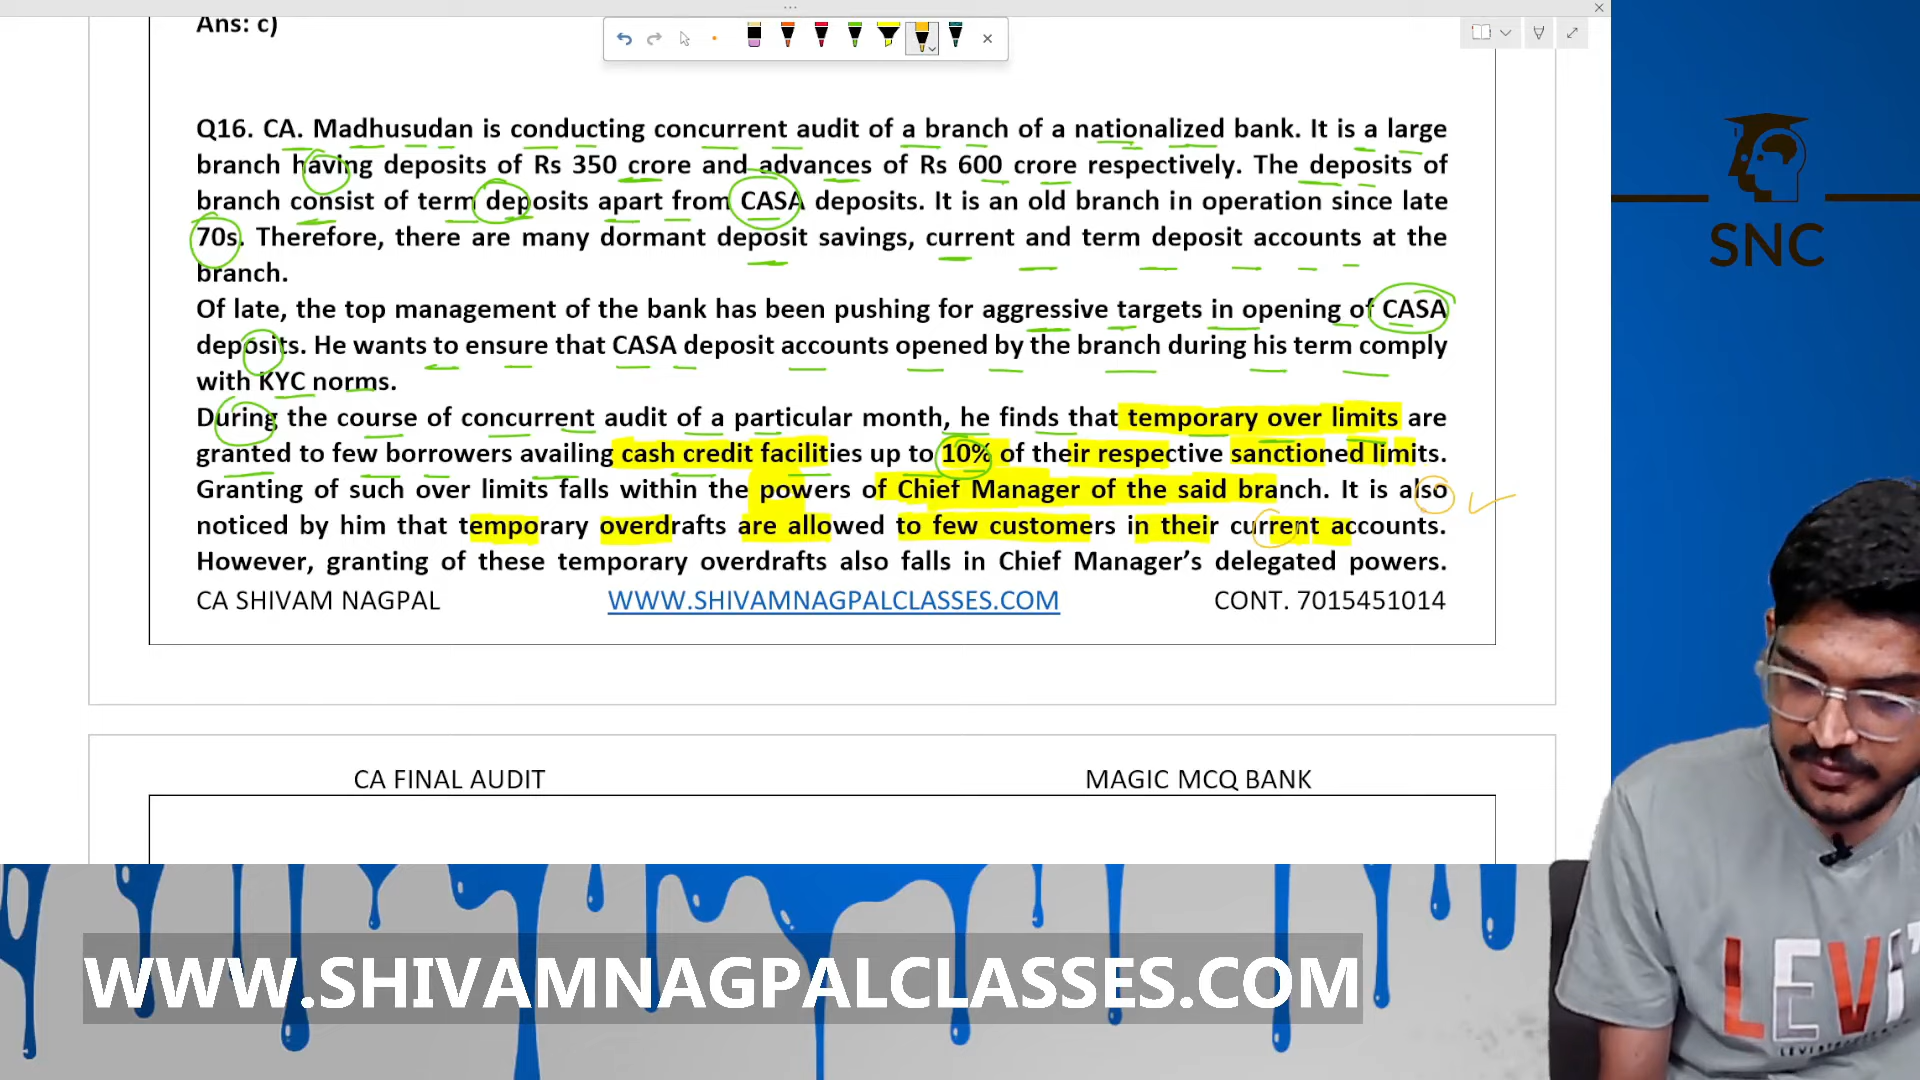 Ans: c)
Q16. CA. Madhusudan is conducting concurrent audit of a branch of a nationalized bank. It is a large
branch having deposits of Rs 350 crore and advances of Rs 600 crore respectively. The deposits of
branch consist of term deposits apart from CASA deposits. It is an old branch in operation since late
70s. Therefore, there are many dormant deposit savings, current and term deposit accounts at the
branch.
Of late, the top management of the bank has been pushing for aggressive targets in opening of CASA
deposits. He wants to ensure that CASA deposit accounts opened by the branch during his term comply
with KYC norms.
During the course of concurrent audit of a particular month, he finds that temporary over limits are
granted to few borrowers availing cash credit facilities up to 10% of their respective sanctioned limits.
Granting of such over limits falls within the powers of Chief Manager of the said branch. It is also
noticed by him that temporary overdrafts are allowed to few customers in their current accounts.
However, granting of these temporary overdrafts also falls in Chief Manager’s delegated powers.
CA SHIVAM NAGPAL WWW.SHIVAMNAGPALCLASSES.COM CONT. 7015451014
CA FINAL AUDIT MAGIC MCQ BANK
SNC
WWW.SHIVAMNAGPALCLASSES.COM